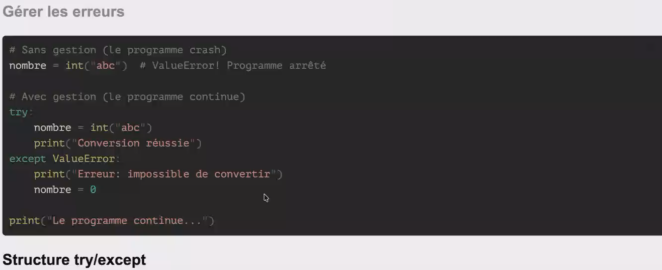 Gérer les erreurs
# Sans gestion (le programme crash)
nombre = int("abc")  # ValueError! Programme arrêté
# Avec gestion (le programme continue)
try:
    nombre = int("abc")
    print("Conversion réussie")
except ValueError:
    print("Erreur: impossible de convertir")
    nombre = 0
print("Le programme continue...")
Structure try/except